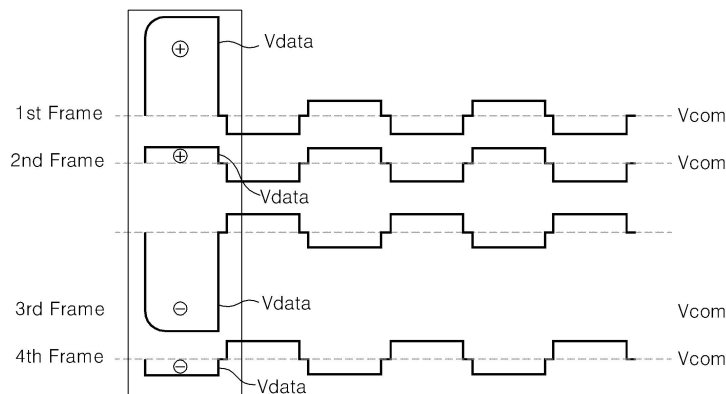 Vdata
1st Frame
Vcom
2nd Frame
Vcom
Vdata
Vdata
3rd Frame
Vcom
4th Frame
Vcom
Vdata